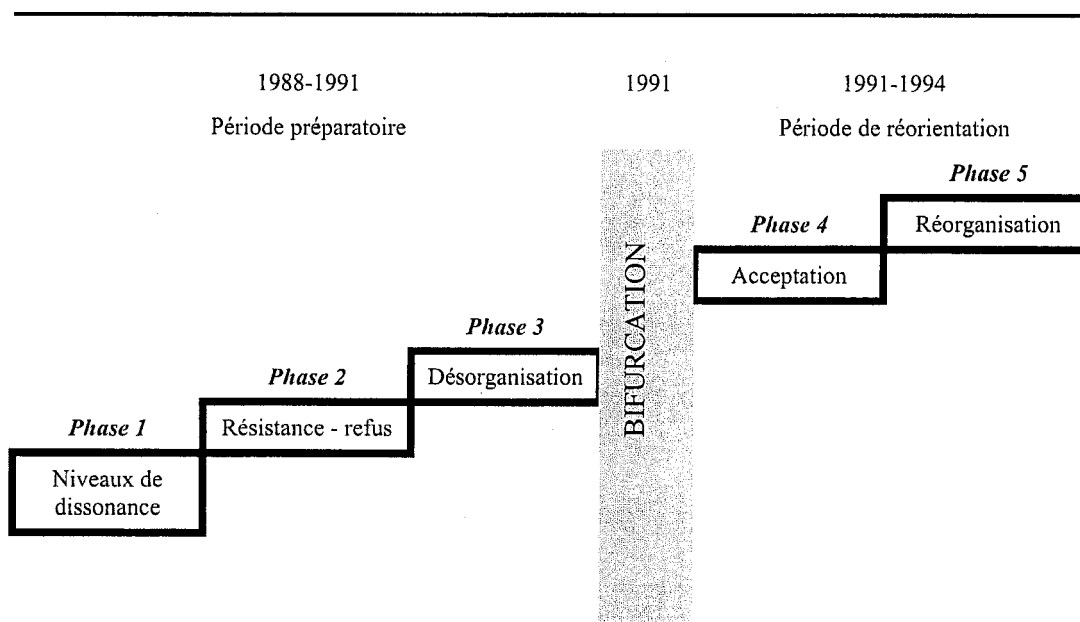 1988-1991
1991
1991-1994
Période préparatoire
Période de réorientation
Phase 5
Réorganisation
Phase 4
Acceptation
BIFURCATION
Phase 3
Désorganisation
Phase 2
Résistance - refus
Phase 1
Niveaux de
dissonance